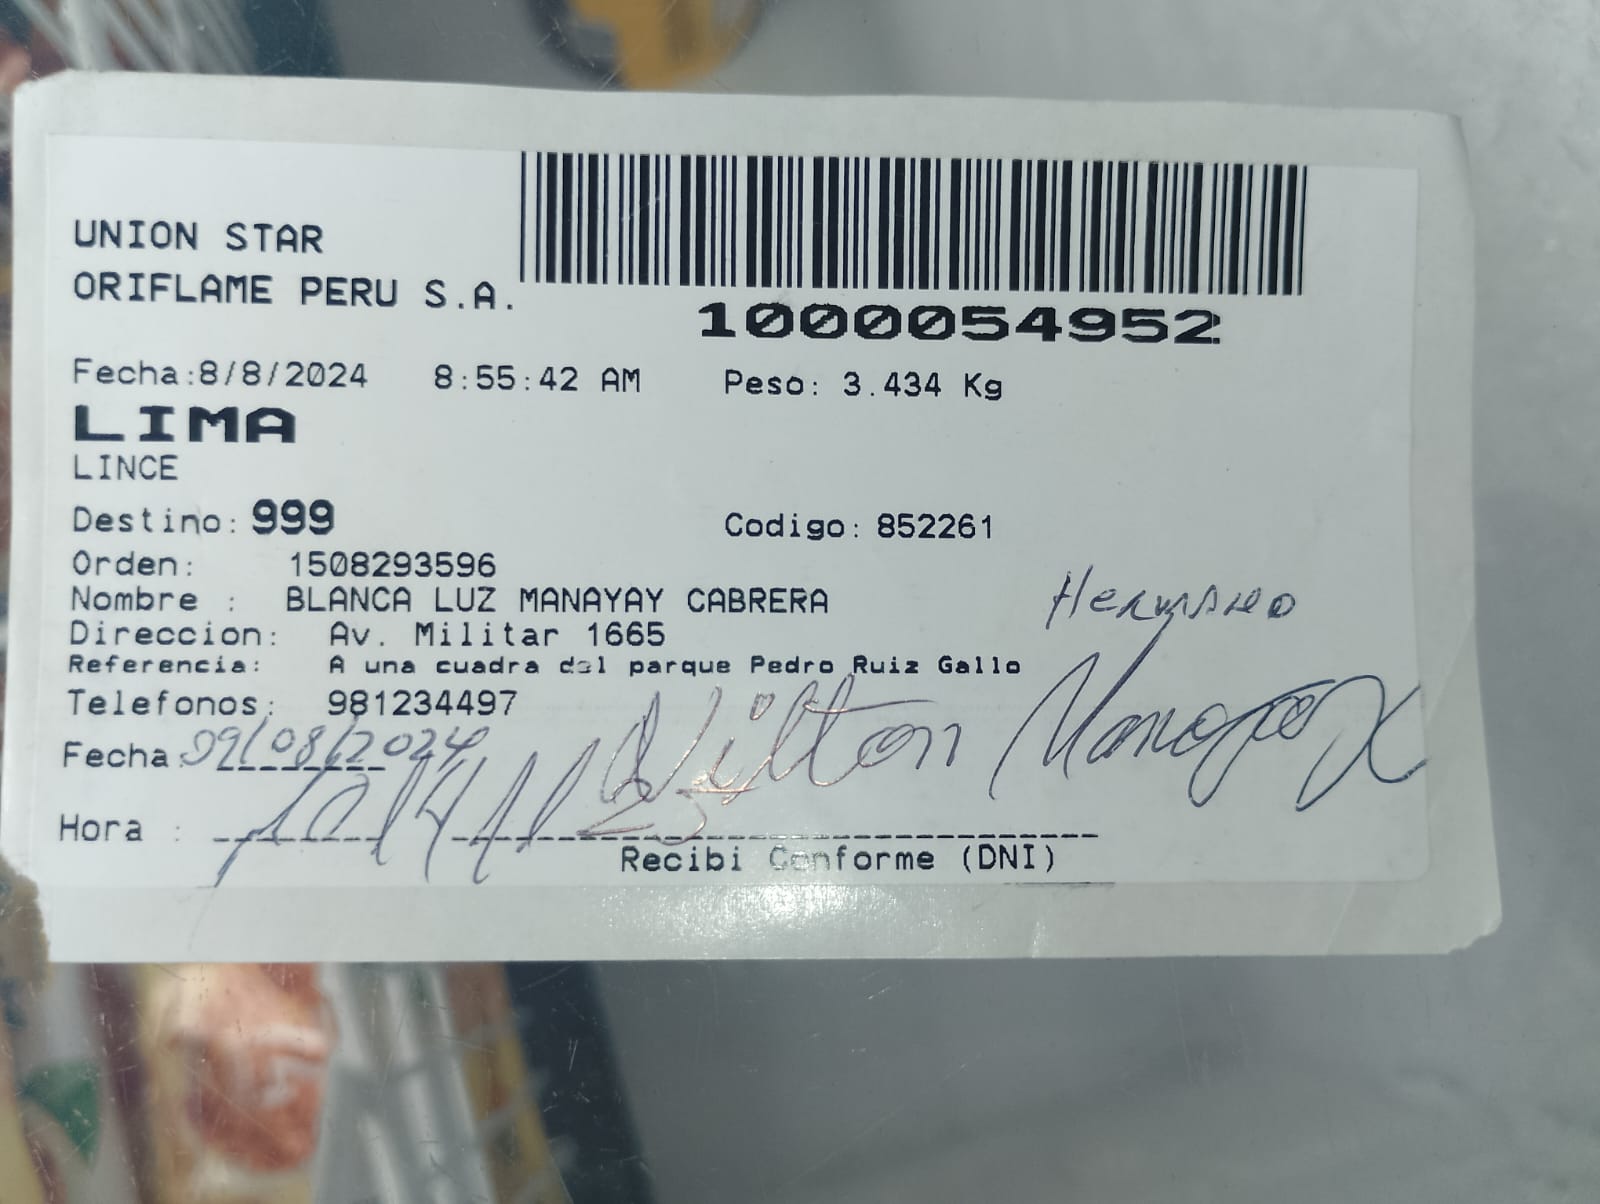 UNION STAR
ORIFLAME PERU S.A.
1000054952
Fecha:8/8/2024 8:55:42 AM Peso: 3.434 Kg
LIMA
LINCE
Destino: 999 Codigo: 852261
Orden: 1508293596
Nombre : BLANCA LUZ MANAYAY CABRERA
Hermano
Direccion: Av. Militar 1665
Referencia: A una cuadra del parque Pedro Ruiz Gallo
Telefonos: 981234497
Fecha: 09/08/2024 Wilton Manayay
Hora :
Recibi Conforme (DNI)